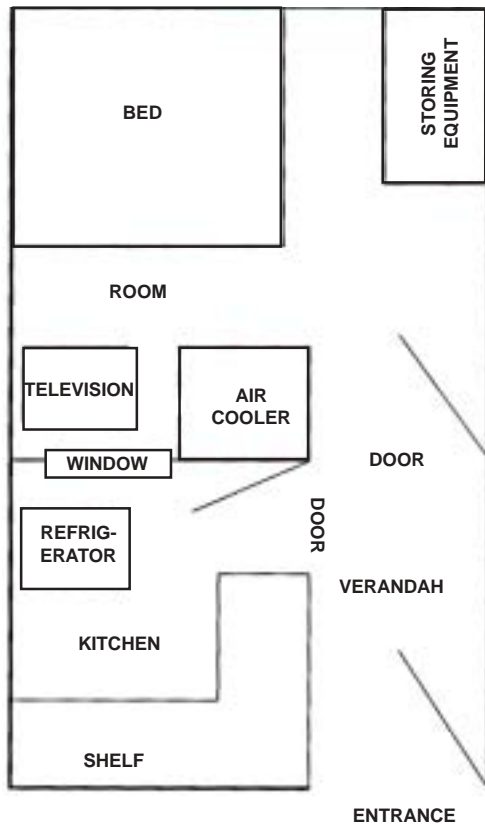 BED
STORING
EQUIPMENT
ROOM
TELEVISION
AIR
COOLER
WINDOW
DOOR
REFRIG-
ERATOR
DOOR
VERANDAH
KITCHEN
SHELF
ENTRANCE